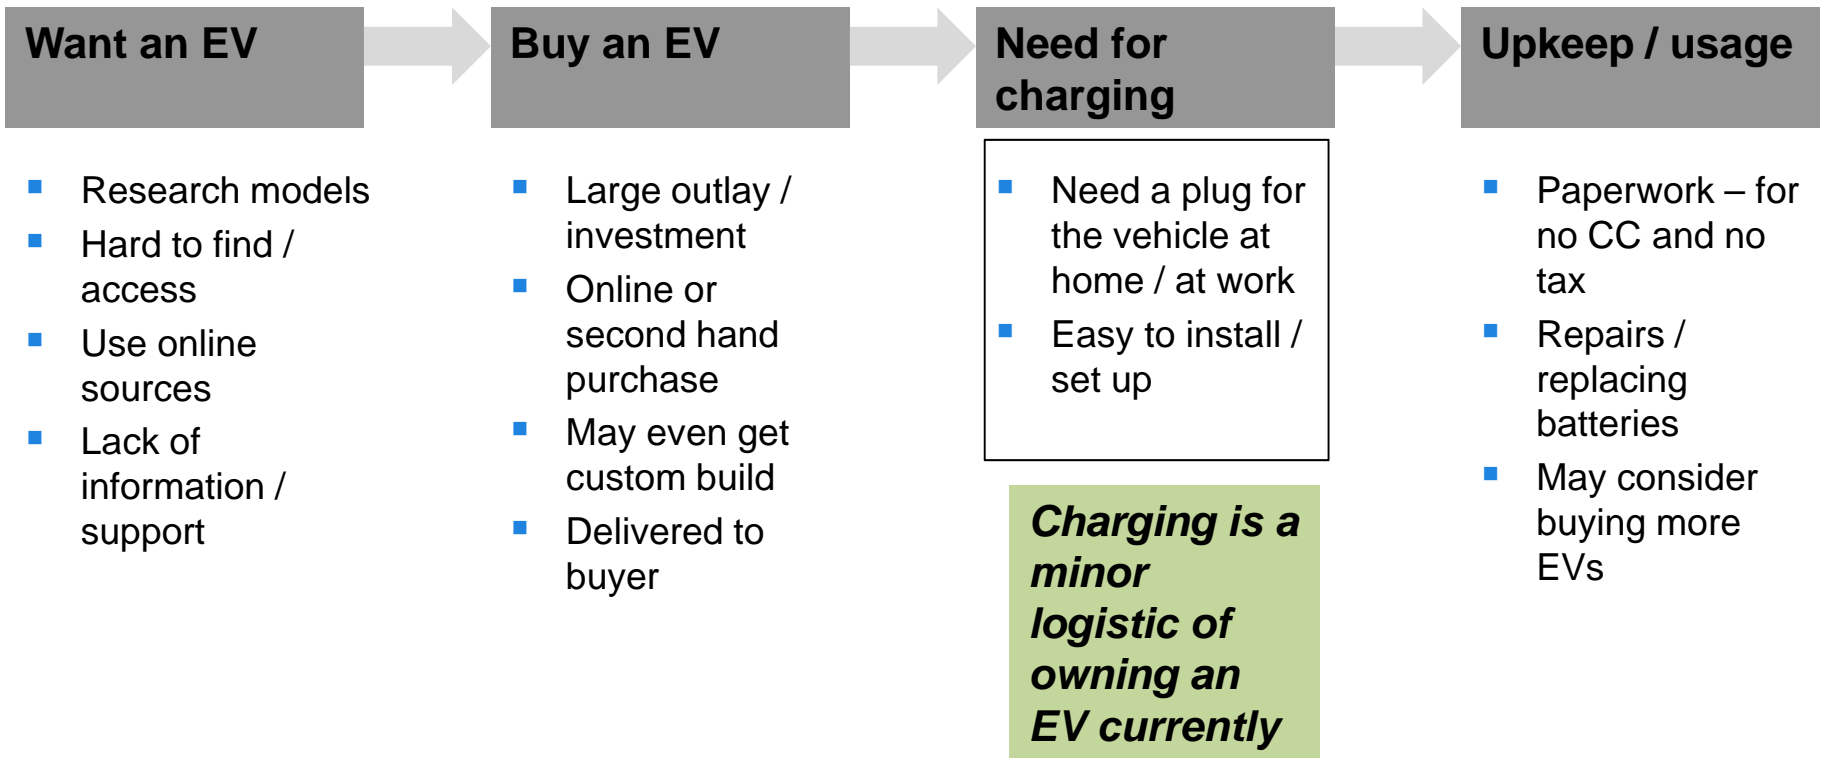 Want an EV
Research models
Hard to find /
access
Use online
sources
Lack of
information /
support
Buy an EV
Large outlay /
investment
Online or
second hand
purchase
May even get
custom build
Delivered to
buyer
Need for
charging
Need a plug for
the vehicle at
home / at work
Easy to install /
set up
Charging is a
minor
logistic of
owning an
EV currently
Upkeep / usage
Paperwork – for
no CC and no
tax
Repairs /
replacing
batteries
May consider
buying more
EVs